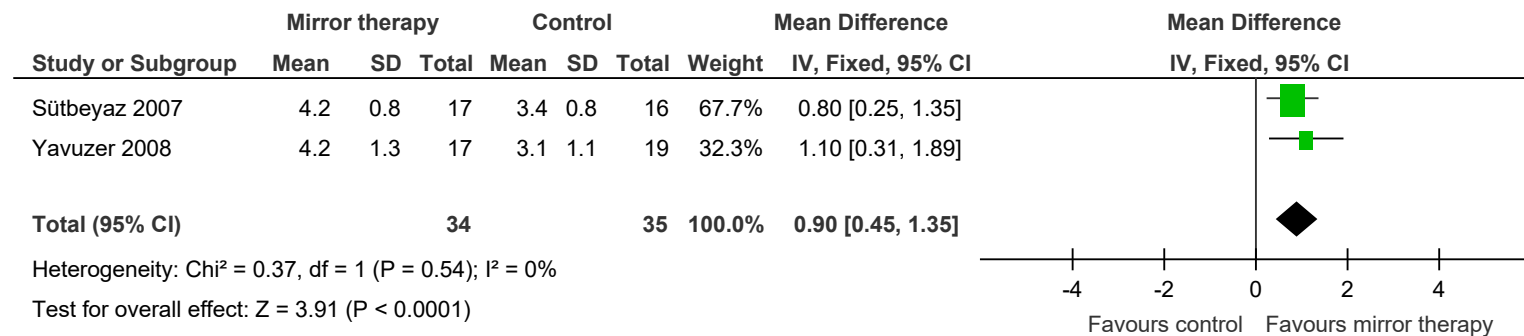 Mirror therapy Control Mean Difference Mean Difference
Study or Subgroup Mean SD Total Mean SD Total Weight IV, Fixed, 95% CI IV, Fixed, 95% CI
Sütbeyaz 2007 4.2 0.8 17 3.4 0.8 16 67.7% 0.80 [0.25, 1.35]
Yavuzer 2008 4.2 1.3 17 3.1 1.1 19 32.3% 1.10 [0.31, 1.89]
Total (95% CI) 34 35 100.0% 0.90 [0.45, 1.35]
Heterogeneity: Chi² = 0.37, df = 1 (P = 0.54); I² = 0%
Test for overall effect: Z = 3.91 (P < 0.0001)
-4 -2 0 2 4
Favours control Favours mirror therapy